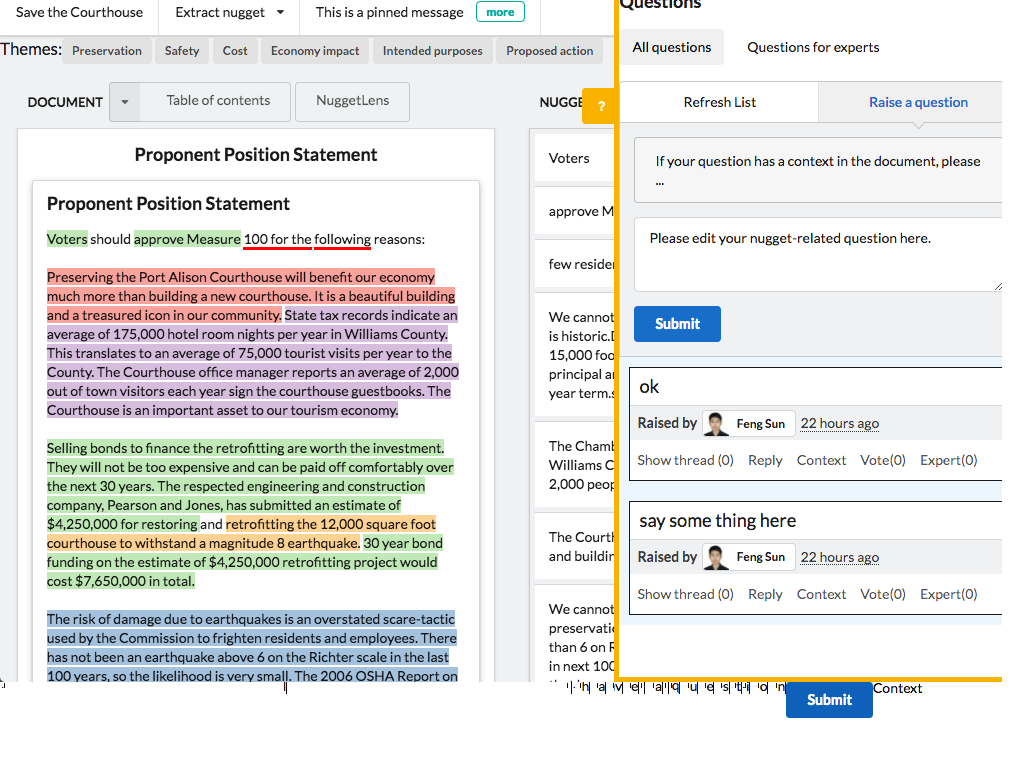 Save the Courthouse
Extract nugget
This is a pinned message
more
Themes:
Preservation
Safety
Cost
Economy impact
Intended purposes
Proposed action
DOCUMENT
Table of contents
NuggetLens
Proponent Position Statement
Proponent Position Statement
Voters should approve Measure 100 for the following reasons:
Preserving the Port Alison Courthouse will benefit our economy
much more than building a new courthouse. It is a beautiful building
and a treasured icon in our community. State tax records indicate an
average of 175,000 hotel room nights per year in Williams County.
This translates to an average of 75,000 tourist visits per year to the
County. The Courthouse office manager reports an average of 2,000
out of town visitors each year sign the courthouse guestbooks. The
Courthouse is an important asset to our tourism economy.
Selling bonds to finance the retrofitting are worth the investment.
They will not be too expensive and can be paid off comfortably over
the next 30 years. The respected engineering and construction
company, Pearson and Jones, has submitted an estimate of
$4,250,000 for restoring and retrofitting the 12,000 square foot
courthouse to withstand a magnitude 8 earthquake. 30 year bond
funding on the estimate of $4,250,000 retrofitting project would
cost $7,650,000 in total.
The risk of damage due to earthquakes is an overstated scare-tactic
used by the Commission to frighten residents and employees. There
has not been an earthquake above 6 on the Richter scale in the last
100 years, so the likelihood is very small. The 2006 OSHA Report on
NUGGE
?
Voters
approve M
few reside
We cannot
is historic.
15,000 foo
principal a
year term.s
The Chamb
Williams C
2,000 peop
The Court
and buildin
We cannot
preservati
than 6 on R
in next 100
Questions
All questions
Questions for experts
Refresh List
Raise a question
If your question has a context in the document, please
...
Please edit your nugget-related question here.
Submit
ok
Raised by Feng Sun 22 hours ago
Show thread (0) Reply Context Vote(0) Expert(0)
say some thing here
Raised by Feng Sun 22 hours ago
Show thread (0) Reply Context Vote(0) Expert(0)
I have a question
Submit
Context